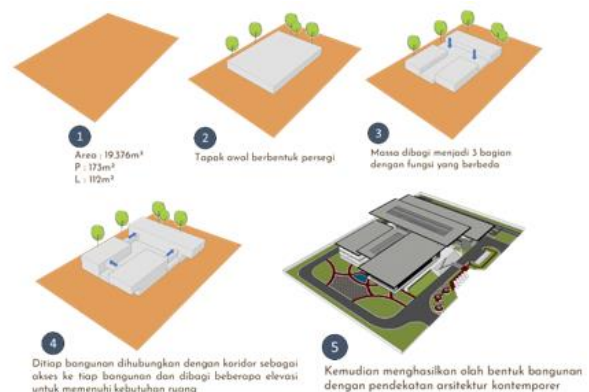 1
Area : 19.376m²
P : 173m²
L : 112m²
2
Tapak awal berbentuk persegi
3
Massa dibagi menjadi 3 bagian
dengan fungsi yang berbeda
4
Ditiap bangunan dihubungkan dengan koridor sebagai
akses ke tiap bangunan dan dibagi beberapa elevasi
untuk memenuhi kebutuhan ruang
5
Kemudian menghasilkan olah bentuk bangunan
dengan pendekatan arsitektur kontemporer